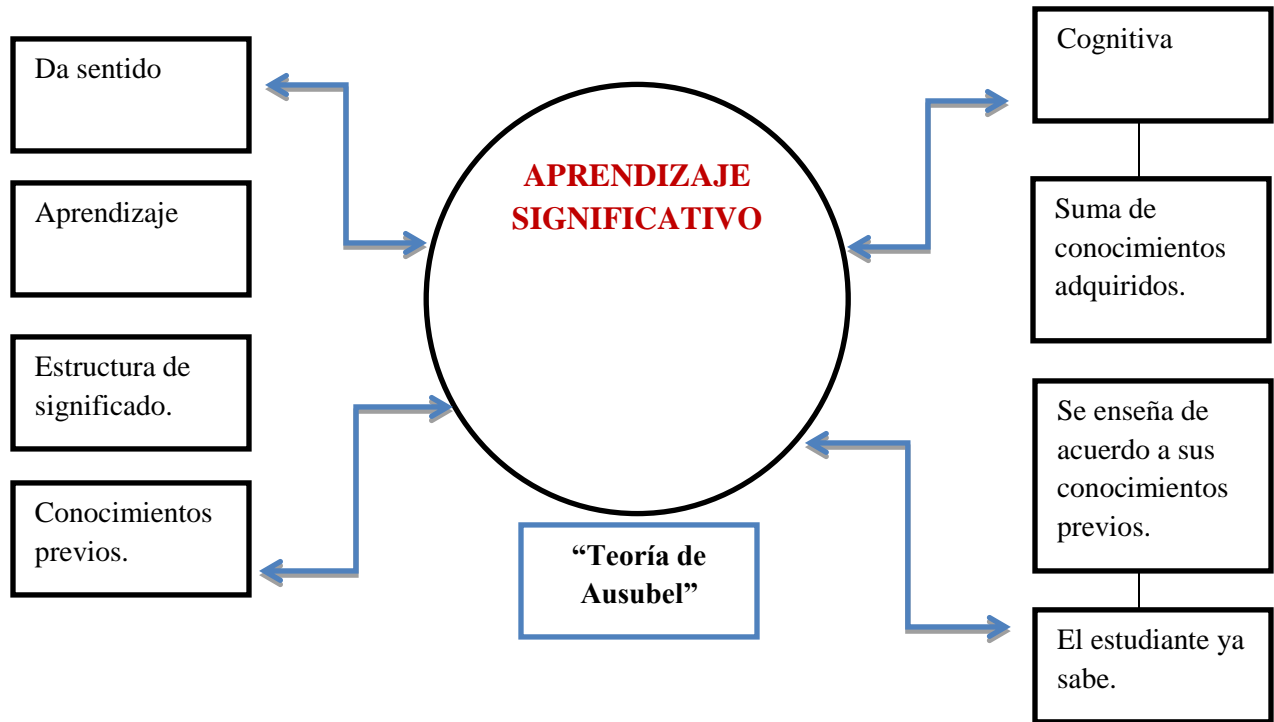 Da sentido
Aprendizaje
Estructura de
significado.
Conocimientos
previos.
APRENDIZAJE
SIGNIFICATIVO
“Teoría de
Ausubel”
Cognitiva
Suma de
conocimientos
adquiridos.
Se enseña de
acuerdo a sus
conocimientos
previos.
El estudiante ya
sabe.